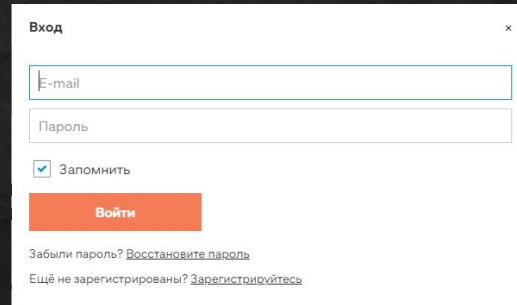 Вход ×
E-mail
Пароль
Запомнить
Войти
Забыли пароль? Восстановите пароль
Ещё не зарегистрированы? Зарегистрируйтесь